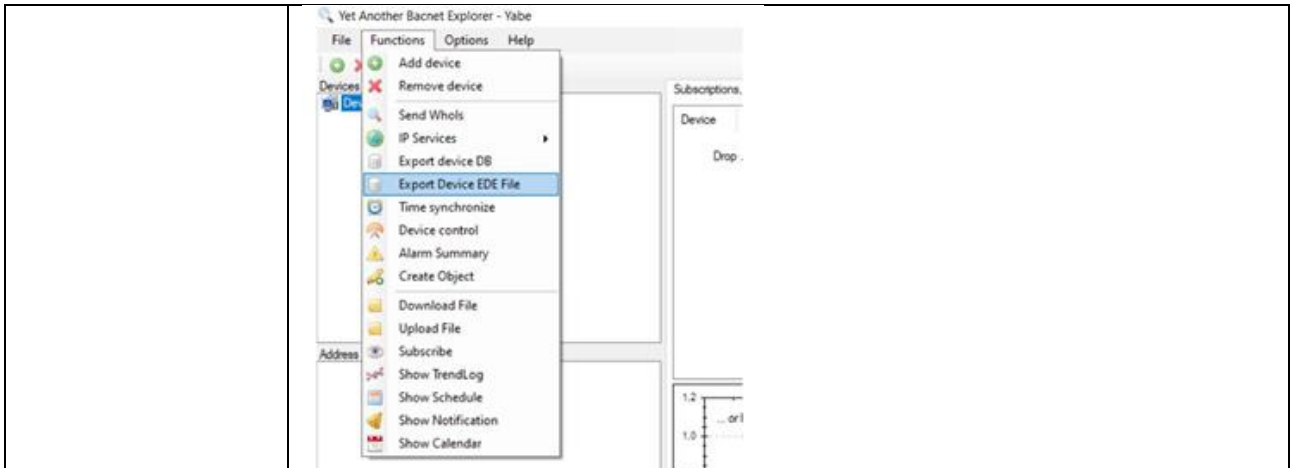 Yet Another Bacnet Explorer - Yabe
File Functions Options Help
Add device
Devices
Remove device
Subscriptions,
Send WhoIs
Device
IP Services
Export device DB
Drop
Export Device EDE File
Time synchronize
Device control
Alarm Summary
Create Object
Download File
Upload File
Address
Subscribe
Show TrendLog
Show Schedule
1.2
Show Notification
... or
1.0
Show Calendar